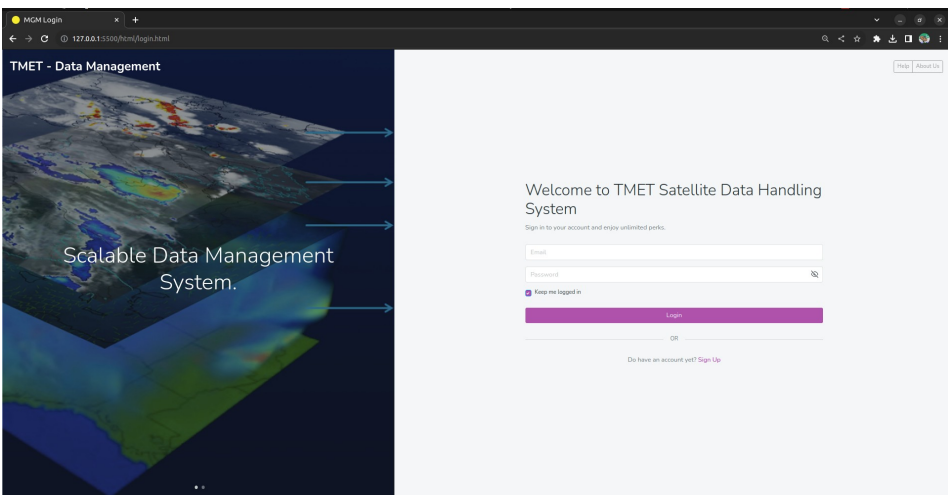 MGM Login
127.0.0.1:5500/html/login.html
TMET - Data Management
Help About Us
Scalable Data Management
System.
Welcome to TMET Satellite Data Handling
System
Sign in to your account and enjoy unlimited perks.
Email
Password
Keep me logged in
Login
OR
Do have an account yet? Sign Up